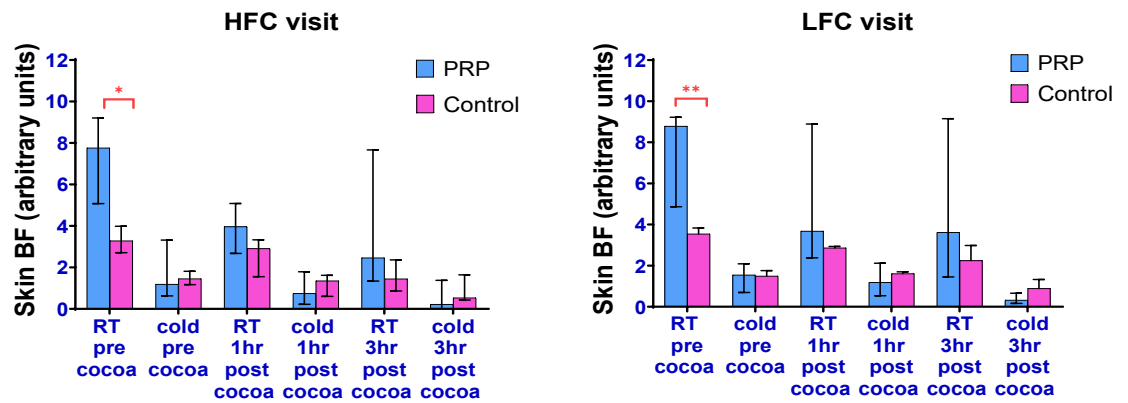 HFC visit
Skin BF (arbitrary units)
12
10
8
6
4
2
0
*
PRP
Control
RT
pre
cocoa
cold
pre
cocoa
RT
1hr
post
cocoa
cold
1hr
post
cocoa
RT
3hr
post
cocoa
cold
3hr
post
cocoa
LFC visit
Skin BF (arbitrary units)
12
10
8
6
4
2
0
**
PRP
Control
RT
pre
cocoa
cold
pre
cocoa
RT
1hr
post
cocoa
cold
1hr
post
cocoa
RT
3hr
post
cocoa
cold
3hr
post
cocoa